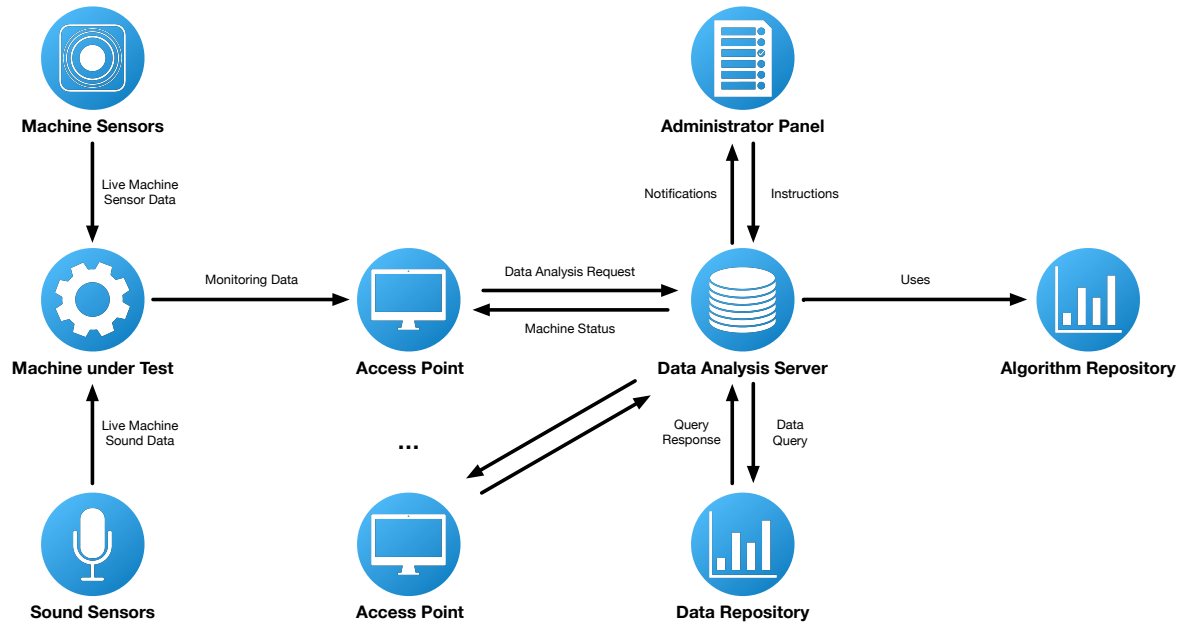 Machine Sensors
Administrator Panel
Live Machine
Sensor Data
Notifications
Instructions
Monitoring Data
Data Analysis Request
Machine Status
Uses
Machine under Test
Access Point
Data Analysis Server
Algorithm Repository
Live Machine
Sound Data
...
Query
Response
Data
Query
Sound Sensors
Access Point
Data Repository